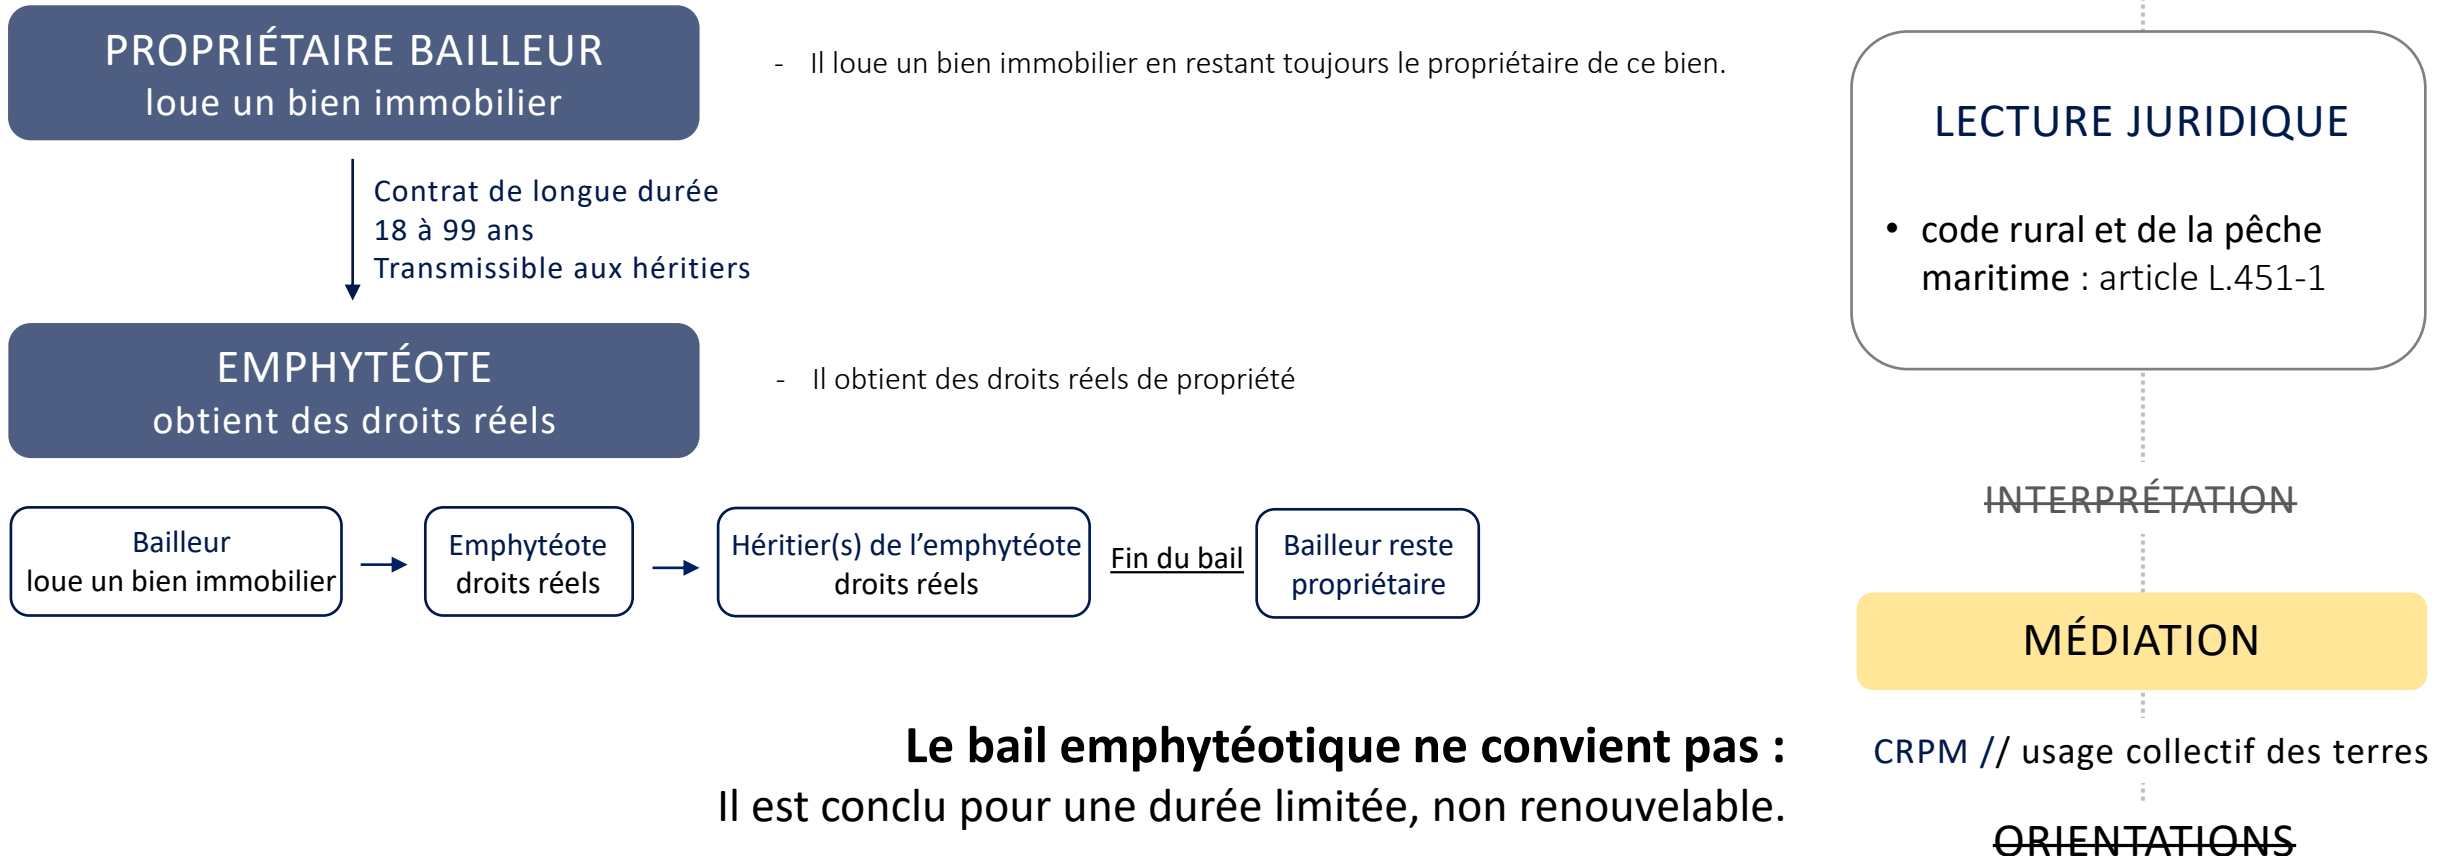 PROPRIÉTAIRE BAILLEUR
loue un bien immobilier
- Il loue un bien immobilier en restant toujours le propriétaire de ce bien.
Contrat de longue durée
18 à 99 ans
Transmissible aux héritiers
EMPHYTÉOTE
obtient des droits réels
- Il obtient des droits réels de propriété
Bailleur
loue un bien immobilier
Emphytéote
droits réels
Héritier(s) de l’emphytéote
droits réels
Fin du bail
Bailleur reste
propriétaire
Le bail emphytéotique ne convient pas :
Il est conclu pour une durée limitée, non renouvelable.
LECTURE JURIDIQUE
• code rural et de la pêche
maritime : article L.451-1
INTERPRÉTATION
MÉDIATION
CRPM // usage collectif des terres
ORIENTATIONS